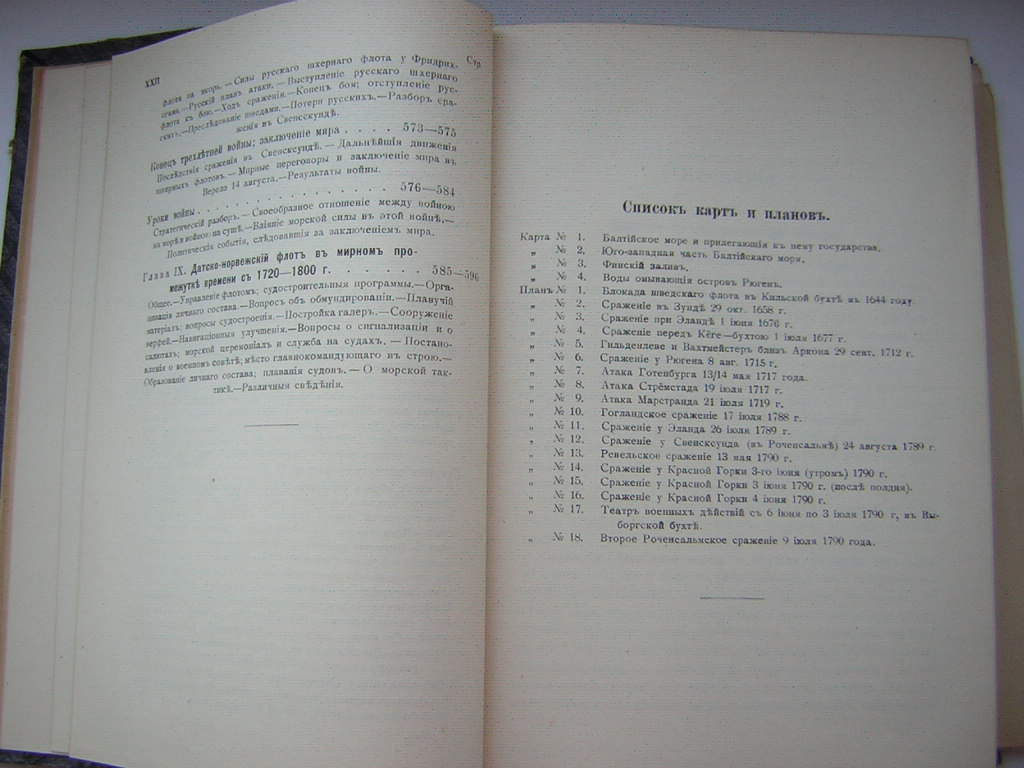 XXII
Стр.
флота на якорь. — Силы русскаго шхернаго флота у Фридрих-
сгама.—Русскій планъ атаки. — Выступленіе русскаго шхернаго
флота къ бою.—Ходъ сраженія.—Конецъ боя; отступленіе рус-
скихъ.—Преслѣдованіе шведами.—Потери русскихъ.—Разборъ сра-
женія въ Свенсксундѣ.
Конецъ трехлѣтней войны; заключеніе мира . . . . 573—575
Послѣдствія сраженія въ Свенсксундѣ. — Дальнѣйшія движенія
шхерныхъ флотовъ. — Мирные переговоры и заключеніе мира въ
Верелэ 14 августа.—Результаты войны.
Уроки войны . . . . . . . . . . . . . 576—584
Стратегическій разборъ. — Своеобразное отношеніе между войною
на морѣ и войною на сушѣ. — Вліяніе морской силы въ этой войнѣ.—
Политическія событія, слѣдовавшія за заключеніемъ мира.
Глава IX. Датско-норвежскій флотъ въ мирномъ про-
межуткѣ времени съ 1720—1800 г. . . . . . . 585—596
Общее.—Управленіе флотомъ; судостроительныя программы.—Орга-
низація личнаго состава.—Вопросъ объ обмундированіи.—Плавучій
матеріалъ; вопросы судостроенія.—Постройка галеръ.—Сооруженіе
верфей.—Навигаціонныя улучшенія.—Вопросы о сигнализаціи и о
салютахъ; морской церемоніалъ и служба на судахъ. — Постано-
вленія о военномъ совѣтѣ; мѣсто главнокомандующаго въ строю.—
Образованіе личнаго состава; плаванія судовъ. — О морской так-
тикѣ.—Различныя свѣдѣнія.
Списокъ картъ и плановъ.
Карта № 1. Балтійское море и прилегающія къ нему государства.
„ № 2. Юго-западная часть Балтійскаго моря.
„ № 3. Финскій заливъ.
„ № 4. Воды омывающія островъ Рюгенъ.
Планъ № 1. Блокада шведскаго флота въ Кильской бухтѣ въ 1644 году.
„ № 2. Сраженіе въ Зундѣ 29 окт. 1658 г.
„ № 3. Сраженіе при Эландѣ 1 іюня 1676 г.
„ № 4. Сраженіе передъ Кёге—бухтою 1 іюля 1677 г.
„ № 5. Гильденлеве и Вахтмейстеръ близъ Аркона 29 сент. 1712 г.
„ № 6. Сраженіе у Рюгена 8 авг. 1715 г.
„ № 7. Атака Готенбурга 13/14 мая 1717 года.
„ № 8. Атака Стрёмстада 19 іюля 1717 г.
„ № 9. Атака Марстранда 21 іюля 1719 г.
„ № 10. Гогландское сраженіе 17 іюля 1788 г.
„ № 11. Сраженіе у Эланда 26 іюля 1789 г.
„ № 12. Сраженіе у Свенсксунда (въ Роченсальмѣ) 24 августа 1789 г.
„ № 13. Ревельское сраженіе 13 мая 1790 г.
„ № 14. Сраженіе у Красной Горки 3-го іюня (утромъ) 1790 г.
„ № 15. Сраженіе у Красной Горки 3 іюня 1790 г. (послѣ полдня).
„ № 16. Сраженіе у Красной Горки 4 іюня 1790 г.
„ № 17. Театръ военныхъ дѣйствій съ 6 іюня по 3 іюля 1790 г, въ Вы-
боргской бухтѣ.
„ № 18. Второе Роченсальмское сраженіе 9 іюля 1790 года.